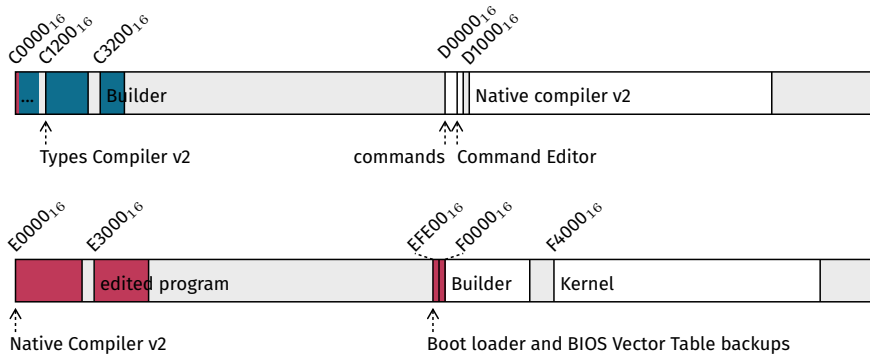 C0000₁₆ C1200₁₆ C3200₁₆ D0000₁₆ D1000₁₆
... Builder Native compiler v2
Types Compiler v2 commands Command Editor
E0000₁₆ E3000₁₆ EFE00₁₆ F0000₁₆ F4000₁₆
edited program Builder Kernel
Native Compiler v2 Boot loader and BIOS Vector Table backups